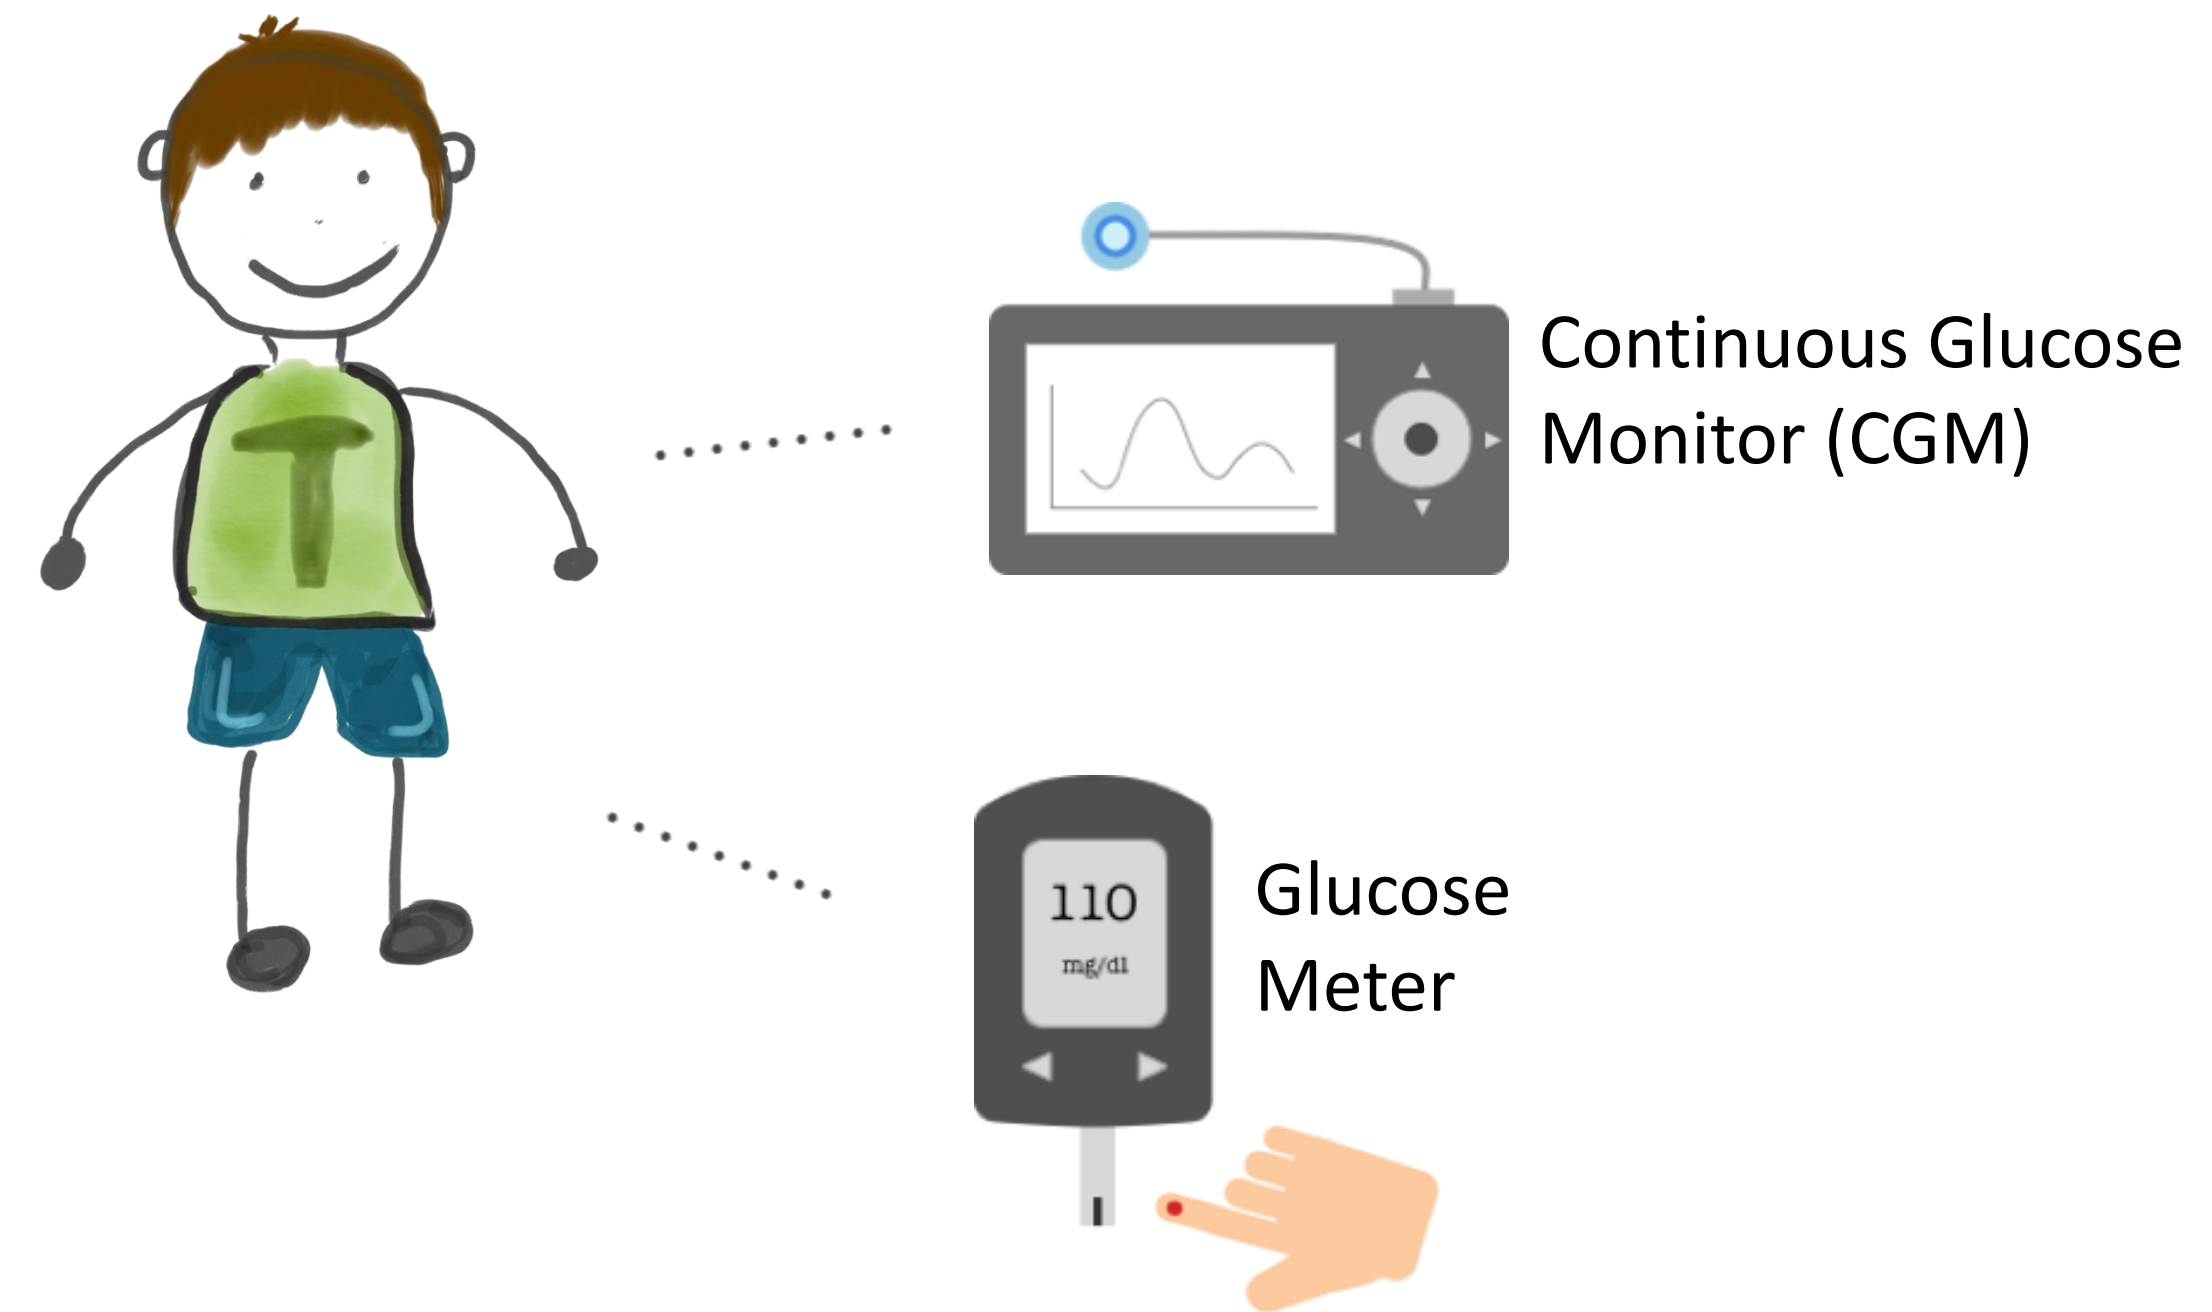 T
Continuous Glucose
Monitor (CGM)
110
mg/dl
Glucose
Meter